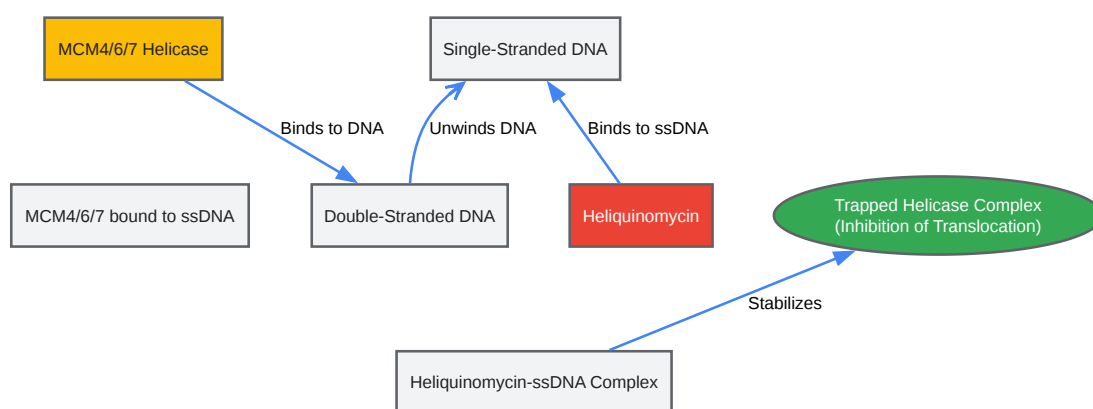 MCM4/6/7 Helicase
Single-Stranded DNA
Binds to DNA
Unwinds DNA
Binds to ssDNA
MCM4/6/7 bound to ssDNA
Double-Stranded DNA
Heliquinomycin
Trapped Helicase Complex
(Inhibition of Translocation)
Stabilizes
Heliquinomycin-ssDNA Complex